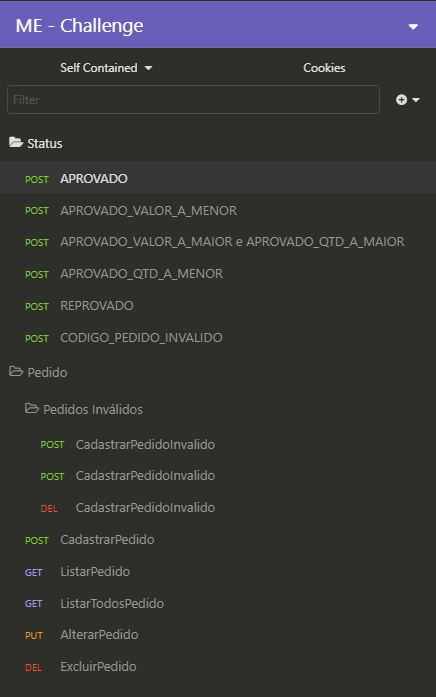 ME - Challenge
Self Contained Cookies
Filter
Status
POST APROVADO
POST APROVADO_VALOR_A_MENOR
POST APROVADO_VALOR_A_MAIOR e APROVADO_QTD_A_MAIOR
POST APROVADO_QTD_A_MENOR
POST REPROVADO
POST CODIGO_PEDIDO_INVALIDO
Pedido
Pedidos Inválidos
POST CadastrarPedidoInvalido
POST CadastrarPedidoInvalido
DEL CadastrarPedidoInvalido
POST CadastrarPedido
GET ListarPedido
GET ListarTodosPedido
PUT AlterarPedido
DEL ExcluirPedido